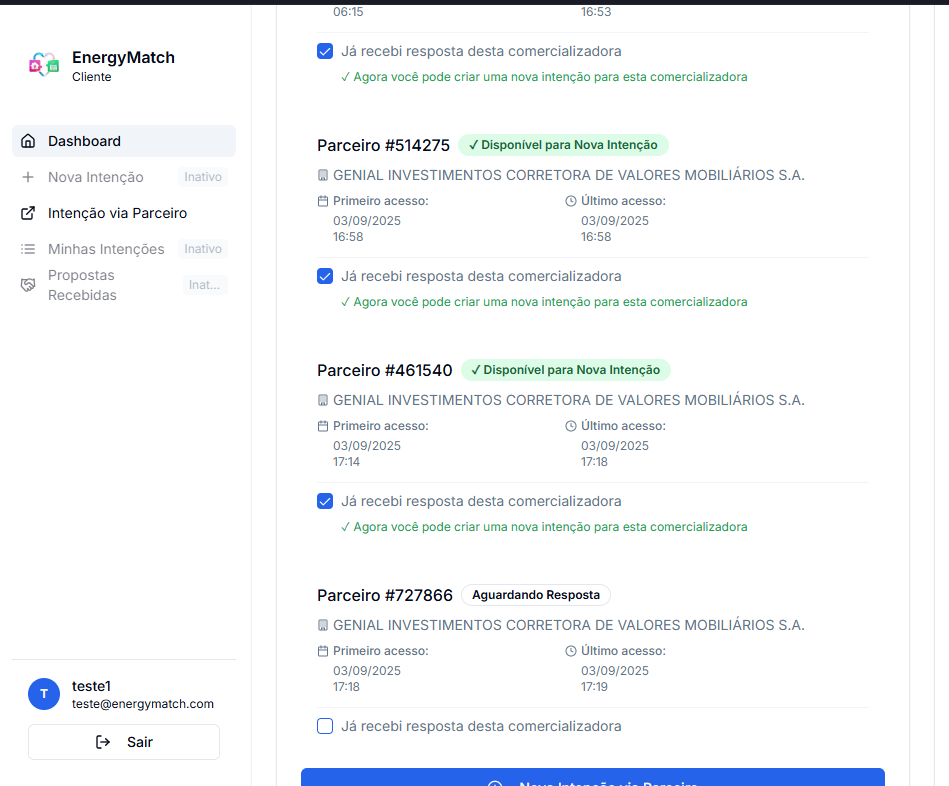 EnergyMatch
Cliente
Dashboard
Nova Intenção Inativo
Intenção via Parceiro
Minhas Intenções Inativo
Propostas
Recebidas Inat...
T
teste1
teste@energymatch.com
Sair
06:15 16:53
Já recebi resposta desta comercializadora
✓ Agora você pode criar uma nova intenção para esta comercializadora
Parceiro #514275 ✓ Disponível para Nova Intenção
GENIAL INVESTIMENTOS CORRETORA DE VALORES MOBILIÁRIOS S.A.
Primeiro acesso: Último acesso:
03/09/2025 03/09/2025
16:58 16:58
Já recebi resposta desta comercializadora
✓ Agora você pode criar uma nova intenção para esta comercializadora
Parceiro #461540 ✓ Disponível para Nova Intenção
GENIAL INVESTIMENTOS CORRETORA DE VALORES MOBILIÁRIOS S.A.
Primeiro acesso: Último acesso:
03/09/2025 03/09/2025
17:14 17:18
Já recebi resposta desta comercializadora
✓ Agora você pode criar uma nova intenção para esta comercializadora
Parceiro #727866 Aguardando Resposta
GENIAL INVESTIMENTOS CORRETORA DE VALORES MOBILIÁRIOS S.A.
Primeiro acesso: Último acesso:
03/09/2025 03/09/2025
17:18 17:19
Já recebi resposta desta comercializadora
Nova Intenção via Parceiro